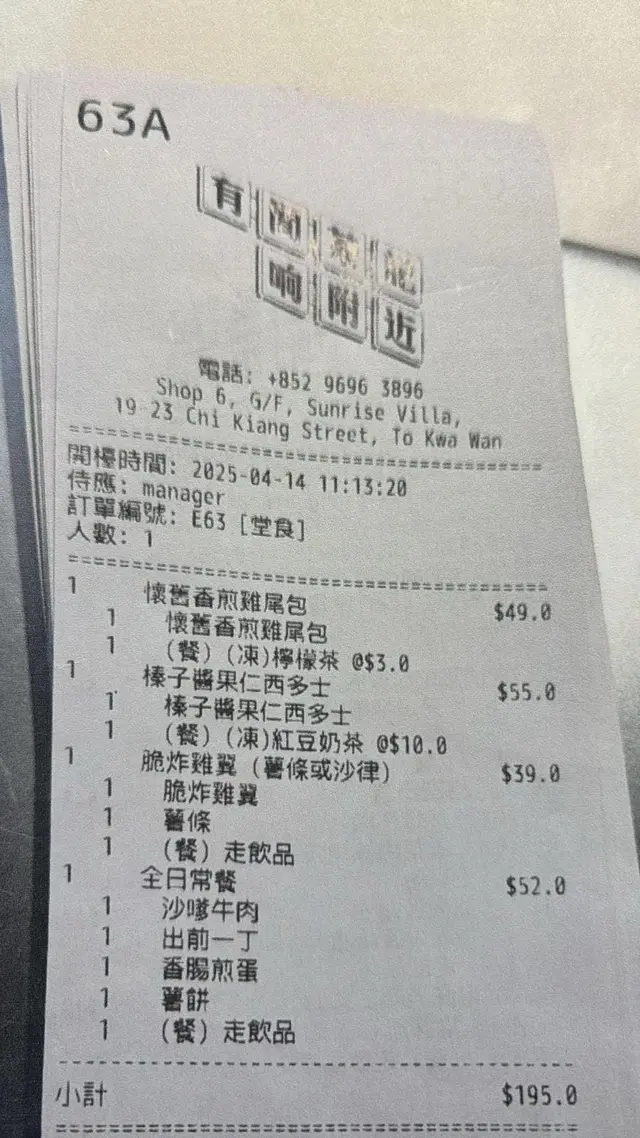 63A
有間茶記
响附近
電話: +852 9696 3896
Shop 6, G/F, Sunrise Villa,
19-23 Chi Kiang Street, To Kwa Wan
開檯時間: 2025-04-14 11:13:20
侍應: manager
訂單編號: E63 [堂食]
人數: 1
1 懷舊香煎雞尾包 $49.0
1 懷舊香煎雞尾包
1 (餐) (凍)檸檬茶 @$3.0
1 榛子醬果仁西多士 $55.0
1 榛子醬果仁西多士
1 (餐) (凍)紅豆奶茶 @$10.0
1 脆炸雞翼 (薯條或沙律) $39.0
1 脆炸雞翼
1 薯條
1 (餐) 走飲品
1 全日常餐 $52.0
1 沙嗲牛肉
1 出前一丁
1 香腸煎蛋
1 薯餅
1 (餐) 走飲品
小計 $195.0